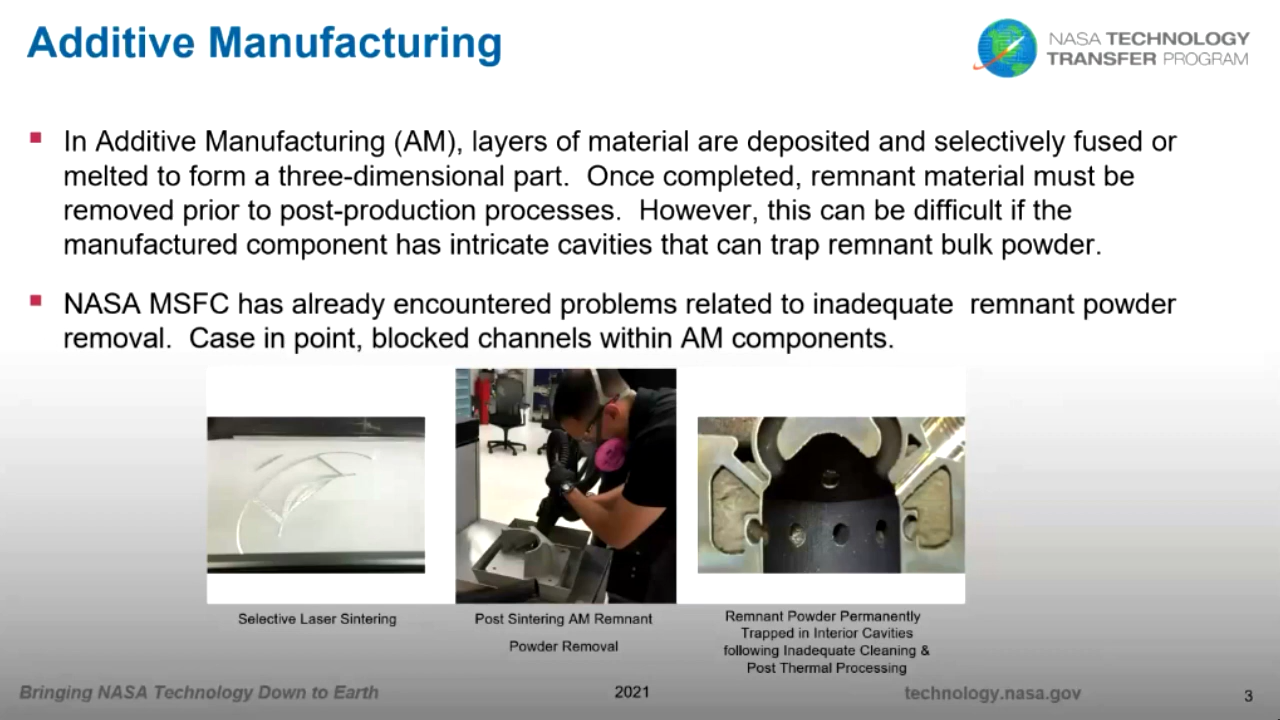 Additive Manufacturing
NASA TECHNOLOGY
TRANSFER PROGRAM
In Additive Manufacturing (AM), layers of material are deposited and selectively fused or
melted to form a three-dimensional part.  Once completed, remnant material must be
removed prior to post-production processes.  However, this can be difficult if the
manufactured component has intricate cavities that can trap remnant bulk powder.
NASA MSFC has already encountered problems related to inadequate  remnant powder
removal.  Case in point, blocked channels within AM components.
Selective Laser Sintering
Post Sintering AM Remnant
Powder Removal
Remnant Powder Permanently
Trapped in Interior Cavities
following Inadequate Cleaning &
Post Thermal Processing
Bringing NASA Technology Down to Earth
2021
technology.nasa.gov
3